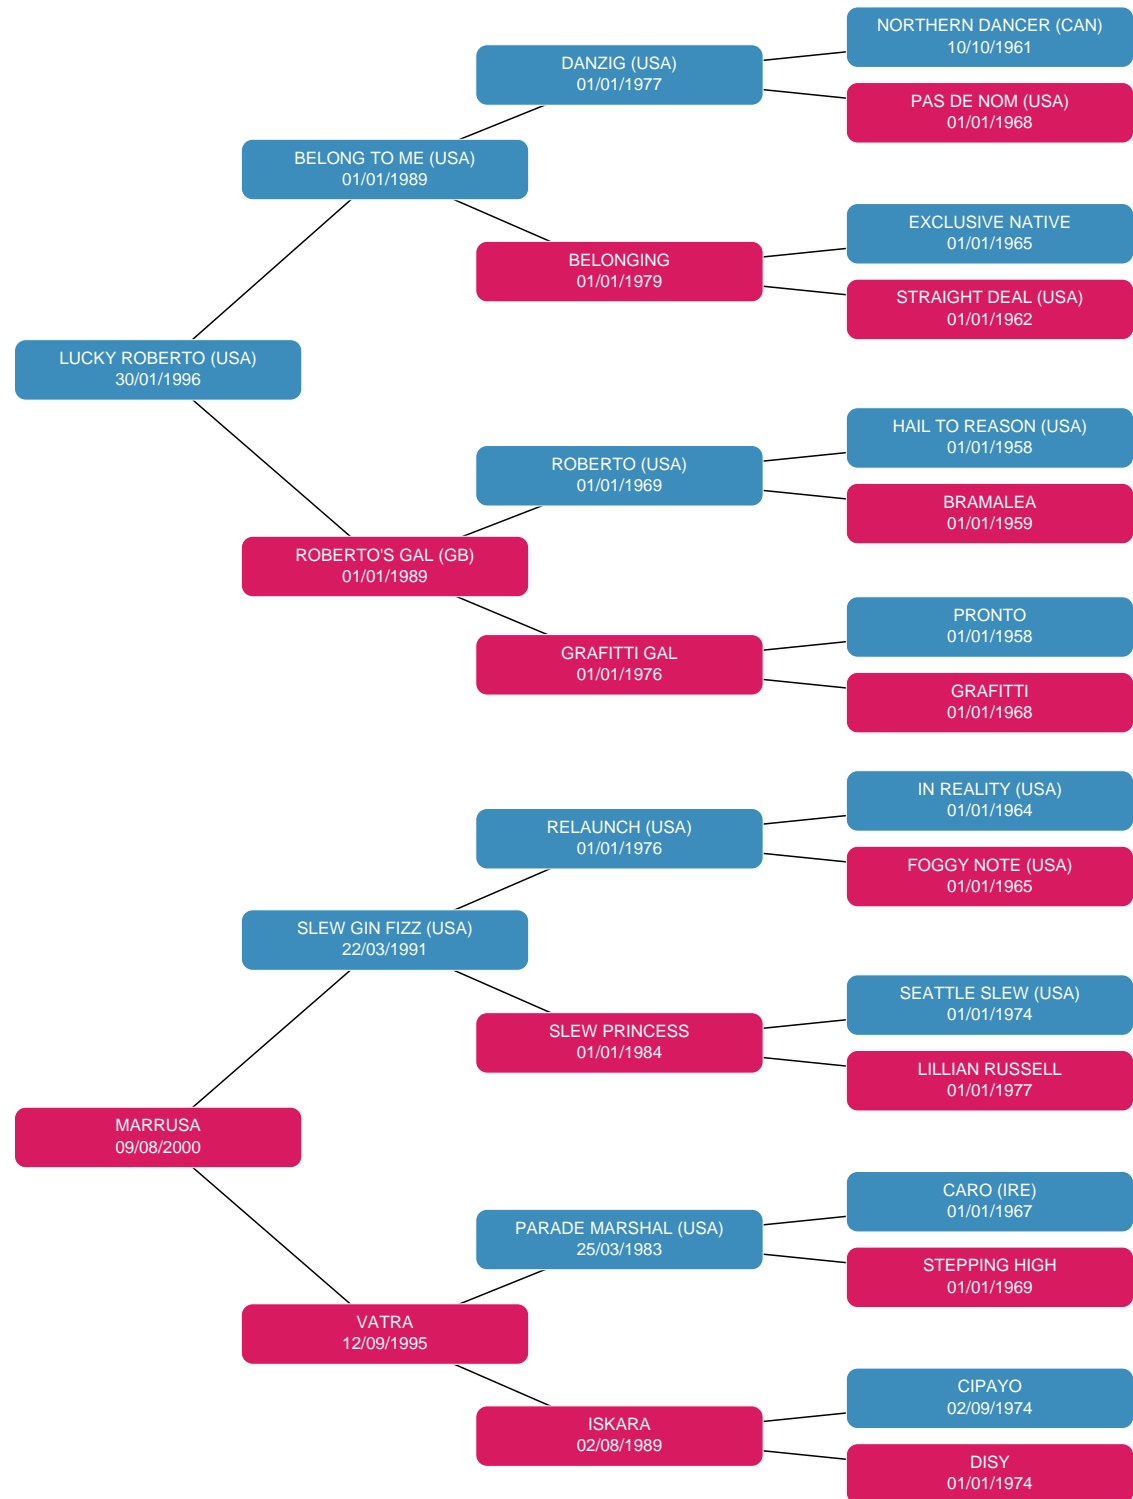 NORTHERN DANCER (CAN)
10/10/1961
DANZIG (USA)
01/01/1977
PAS DE NOM (USA)
01/01/1968
BELONG TO ME (USA)
01/01/1989
EXCLUSIVE NATIVE
01/01/1965
BELONGING
01/01/1979
STRAIGHT DEAL (USA)
01/01/1962
LUCKY ROBERTO (USA)
30/01/1996
HAIL TO REASON (USA)
01/01/1958
ROBERTO (USA)
01/01/1969
BRAMALEA
01/01/1959
ROBERTO'S GAL (GB)
01/01/1989
PRONTO
01/01/1958
GRAFITTI GAL
01/01/1976
GRAFITTI
01/01/1968
IN REALITY (USA)
01/01/1964
RELAUNCH (USA)
01/01/1976
FOGGY NOTE (USA)
01/01/1965
SLEW GIN FIZZ (USA)
22/03/1991
SEATTLE SLEW (USA)
01/01/1974
SLEW PRINCESS
01/01/1984
LILLIAN RUSSELL
01/01/1977
MARRUSA
09/08/2000
CARO (IRE)
01/01/1967
PARADE MARSHAL (USA)
25/03/1983
STEPPING HIGH
01/01/1969
VATRA
12/09/1995
CIPAYO
02/09/1974
ISKARA
02/08/1989
DISY
01/01/1974